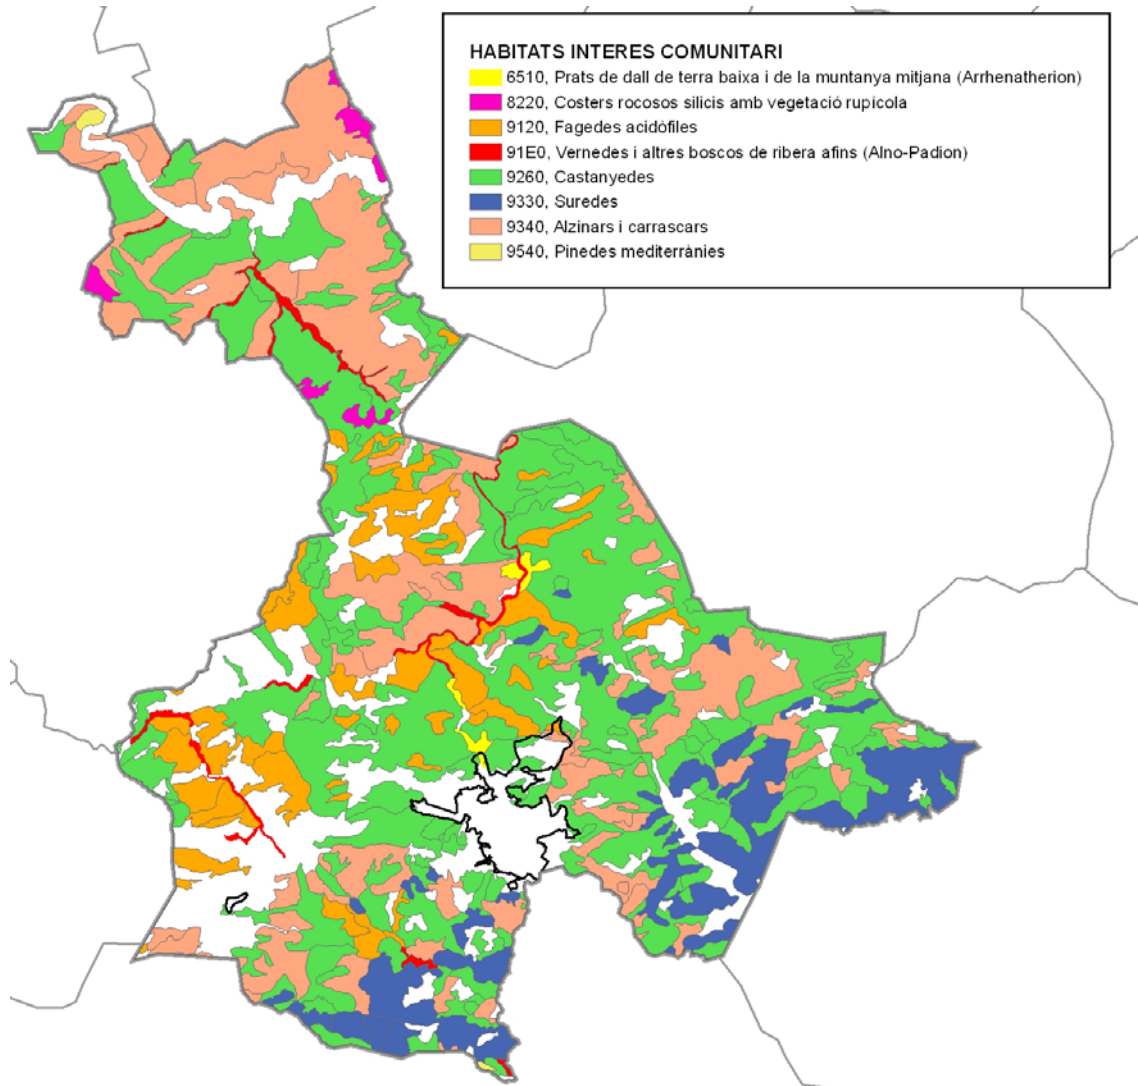 HABITATS INTERES COMUNITARI
6510, Prats de dall de terra baixa i de la muntanya mitjana (Arrhenatherion)
8220, Costers rocosos silicis amb vegetació rupícola
9120, Fagedes acidòfiles
91E0, Vernedes i altres boscos de ribera afins (Alno-Padion)
9260, Castanyedes
9330, Suredes
9340, Alzinars i carrascars
9540, Pinedes mediterrànies